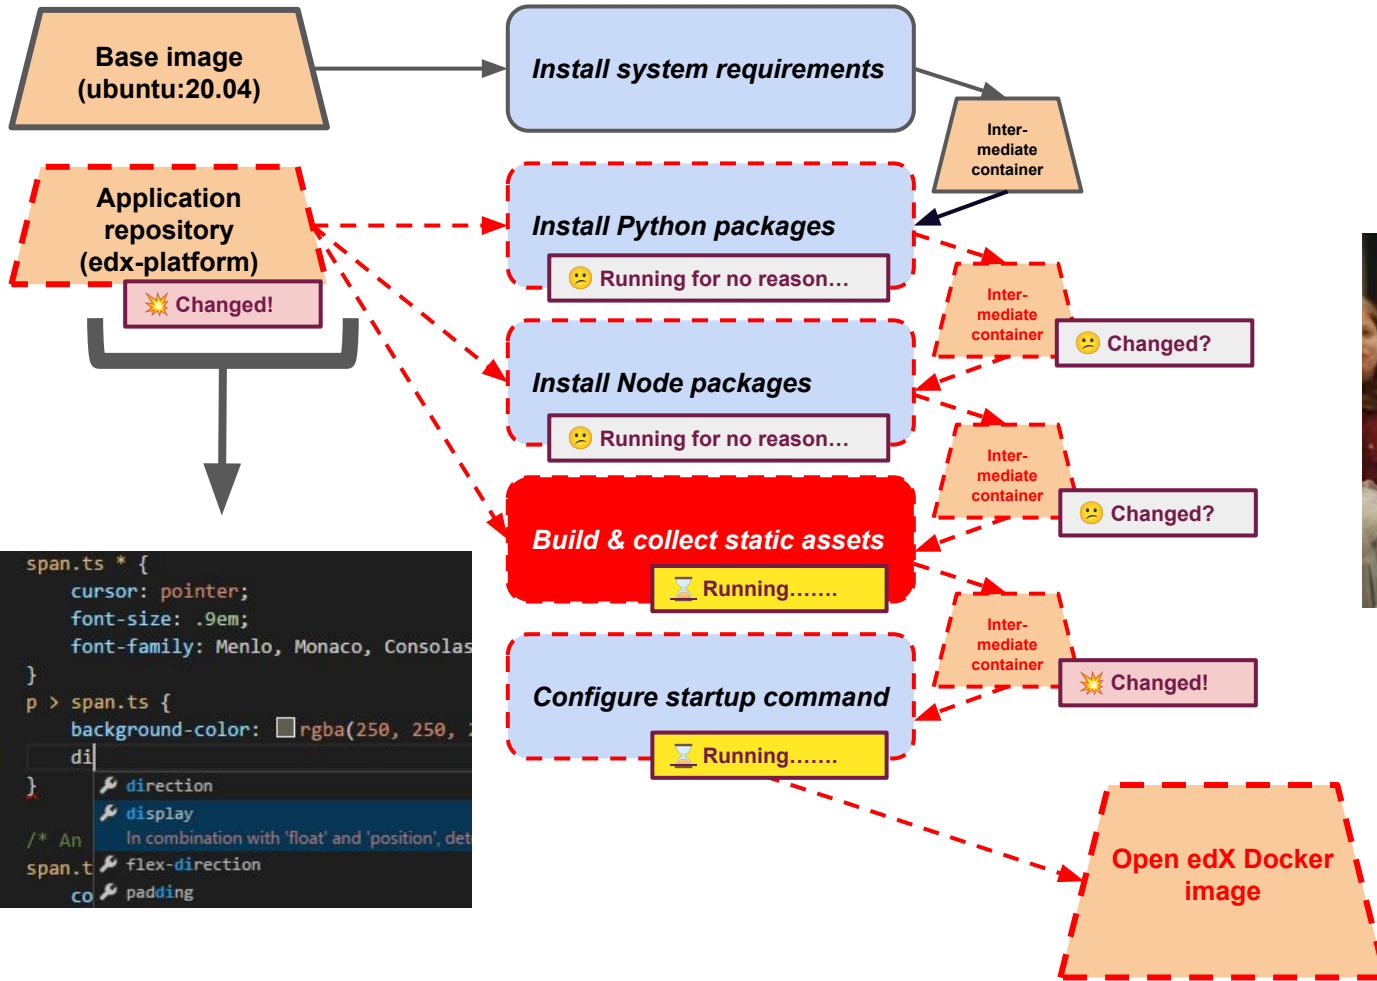 Base image
(ubuntu:20.04)
Install system requirements
Inter-
mediate
container
Application
repository
(edx-platform)
💥 Changed!
Install Python packages
😕 Running for no reason…
Inter-
mediate
container
😕 Changed?
Install Node packages
😕 Running for no reason…
Inter-
mediate
container
😕 Changed?
Build & collect static assets
⏳ Running…….
Inter-
mediate
container
💥 Changed!
Configure startup command
⏳ Running…….
Open edX Docker
image
span.ts * {
cursor: pointer;
font-size: .9em;
font-family: Menlo, Monaco, Consolas
}
p > span.ts {
background-color: rgba(250, 250,
di
}
direction
display
In combination with 'float' and 'position',
/* An
flex-direction
span.t
padding
co